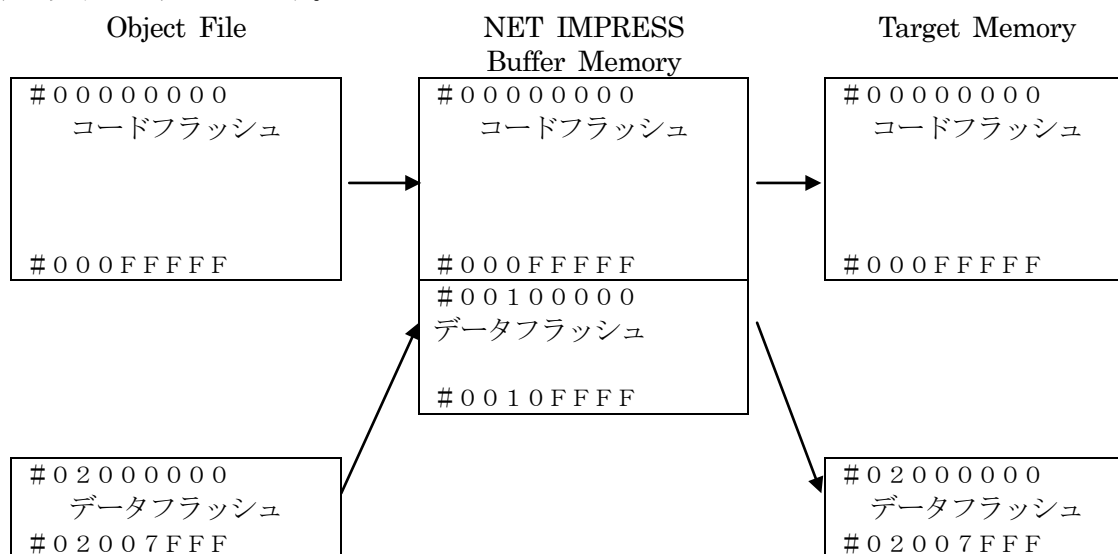 Object File
NET IMPRESS
Buffer Memory
Target Memory
#00000000
コードフラッシュ
#000FFFFF
#00000000
コードフラッシュ
#000FFFFF
#00100000
データフラッシュ
#0010FFFF
#00000000
コードフラッシュ
#000FFFFF
#02000000
データフラッシュ
#02007FFF
#02000000
データフラッシュ
#02007FFF